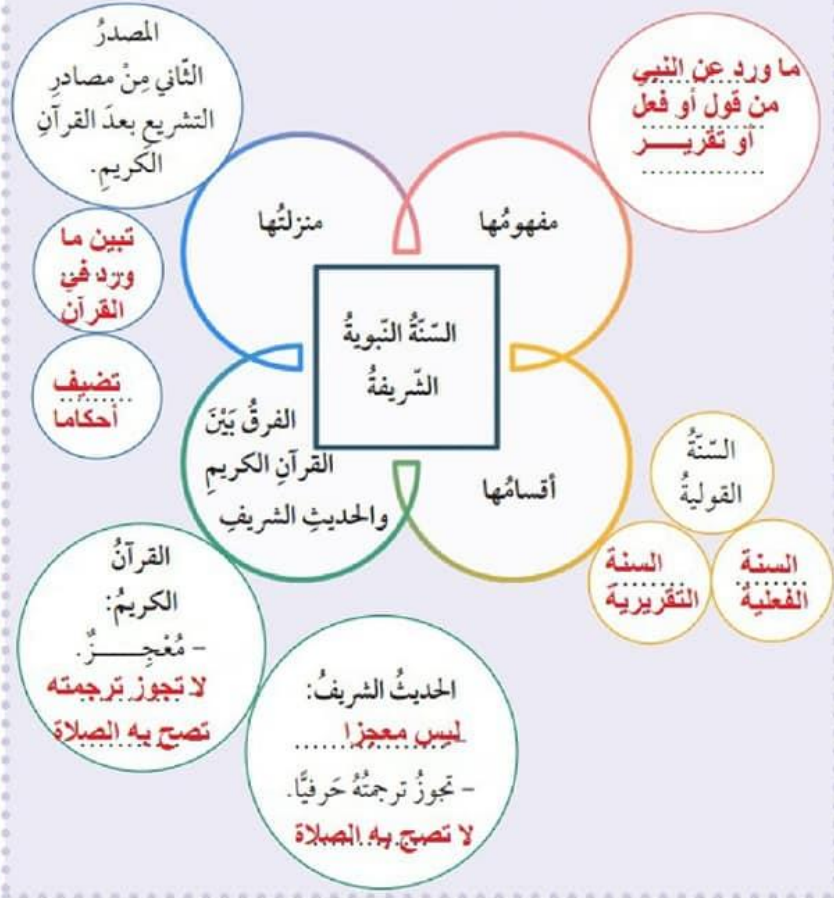 السّنّةُ النّبويةُ
الشّريفةُ
مفهومُها
ما ورد عن النبي
من قول أو فعل
أو تقريـــر
منزلتُها
المصدرُ
الثّاني مِنْ مصادرِ
التشريعِ بعدَ القرآنِ
الكريمِ.
تبين ما
ورد في
القرآن
تضيف
أحكاما
أقسامُها
السّنّةُ
القوليةُ
السنة
الفعلية
السنة
التقريرية
الفرقُ بَيْنَ
القرآنِ الكريمِ
والحديثِ الشريفِ
القرآنُ
الكريمُ:
- مُعْجِـــزٌ.
لا تجوز ترجمته
تصح به الصلاة
الحديثُ الشريفُ:
ليس معجزا
- تجوزُ ترجمتُهُ حَرفيًّا.
لا تصح به الصلاة